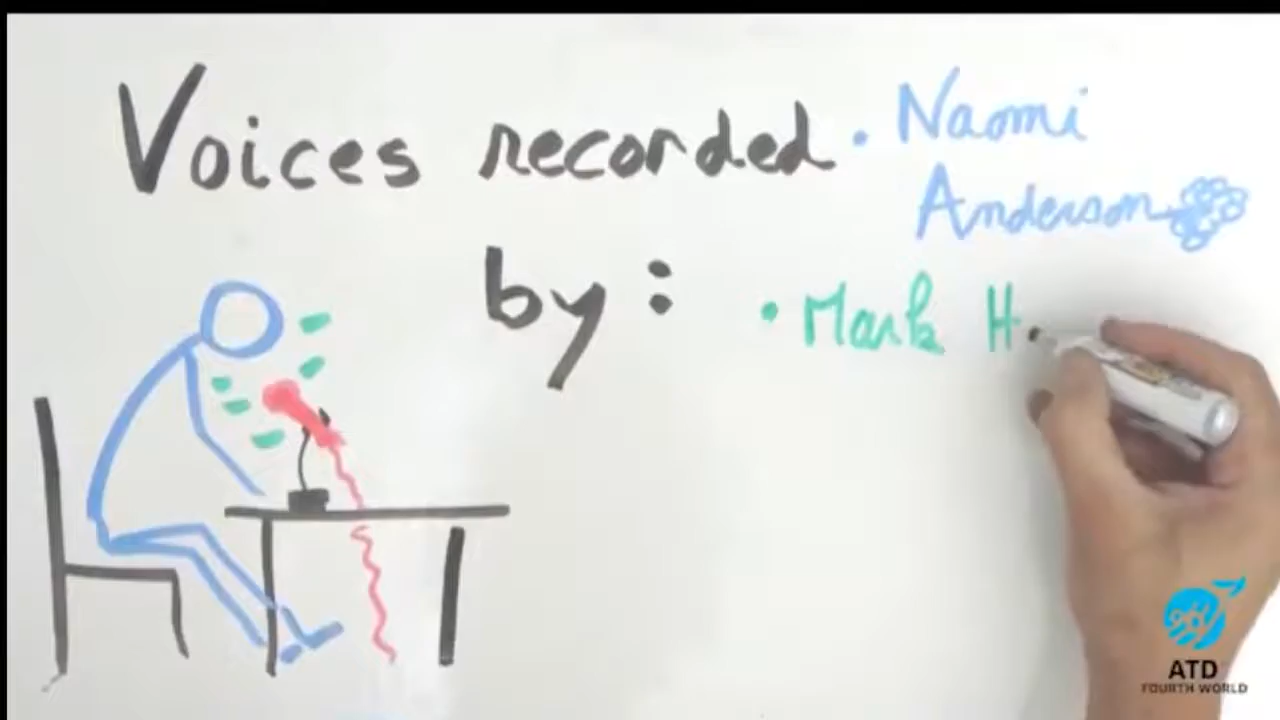 Voices recorded
by:
• Naomi
Anderson
• Mark H
ATD
FOURTH WORLD